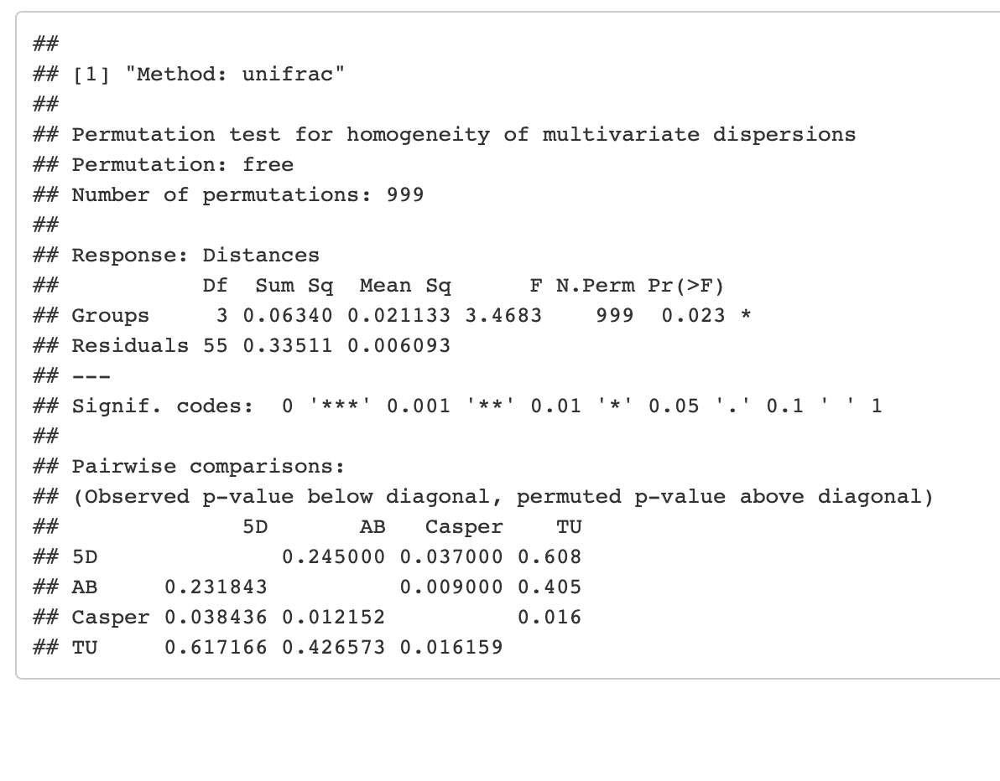 ##
## [1] "Method: unifrac"
##
## Permutation test for homogeneity of multivariate dispersions
## Permutation: free
## Number of permutations: 999
##
## Response: Distances
##           Df  Sum Sq  Mean Sq      F N.Perm Pr(>F)
## Groups     3 0.06340 0.021133 3.4683    999  0.023 *
## Residuals 55 0.33511 0.006093
## ---
## Signif. codes:  0 '***' 0.001 '**' 0.01 '*' 0.05 '.' 0.1 ' ' 1
##
## Pairwise comparisons:
## (Observed p-value below diagonal, permuted p-value above diagonal)
##              5D       AB   Casper    TU
## 5D              0.245000 0.037000 0.608
## AB     0.231843          0.009000 0.405
## Casper 0.038436 0.012152          0.016
## TU     0.617166 0.426573 0.016159